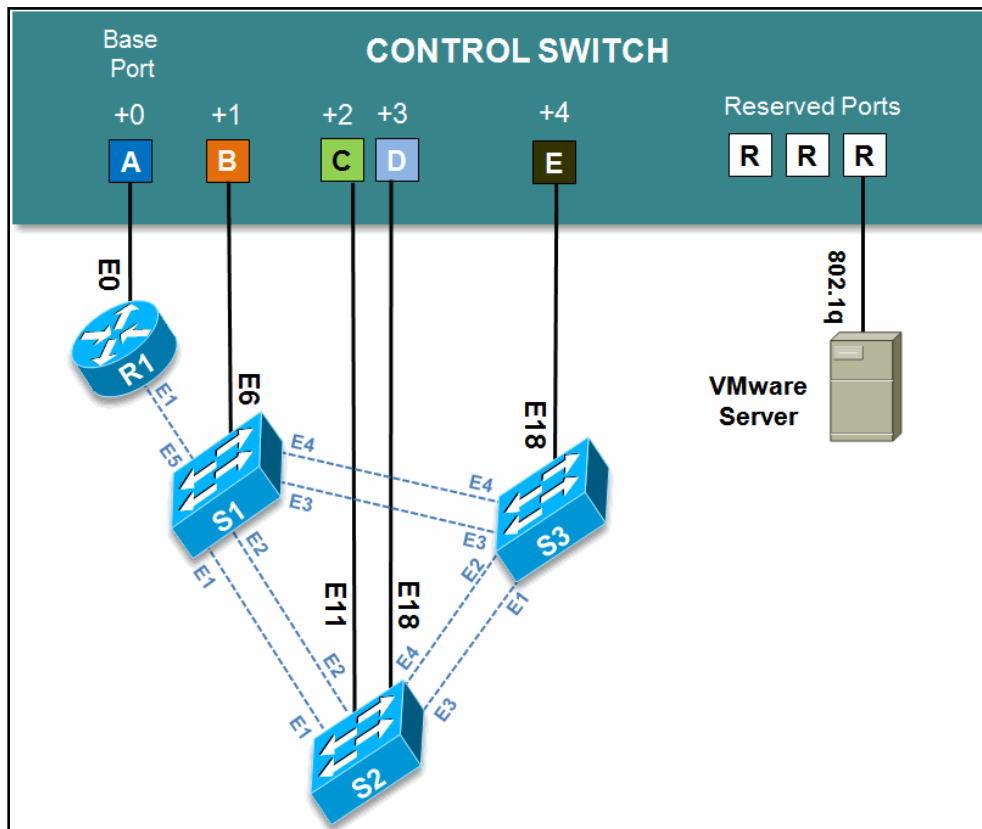 Base
Port
CONTROL SWITCH
+0
+1
+2
+3
+4
Reserved Ports
A
B
C
D
E
R
R
R
E0
E6
E11
E18
E18
802.1q
R1
E1
E5
S1
E4
E3
E4
E3
S3
E2
E1
E2
E1
E2
E1
E4
E3
S2
VMware
Server